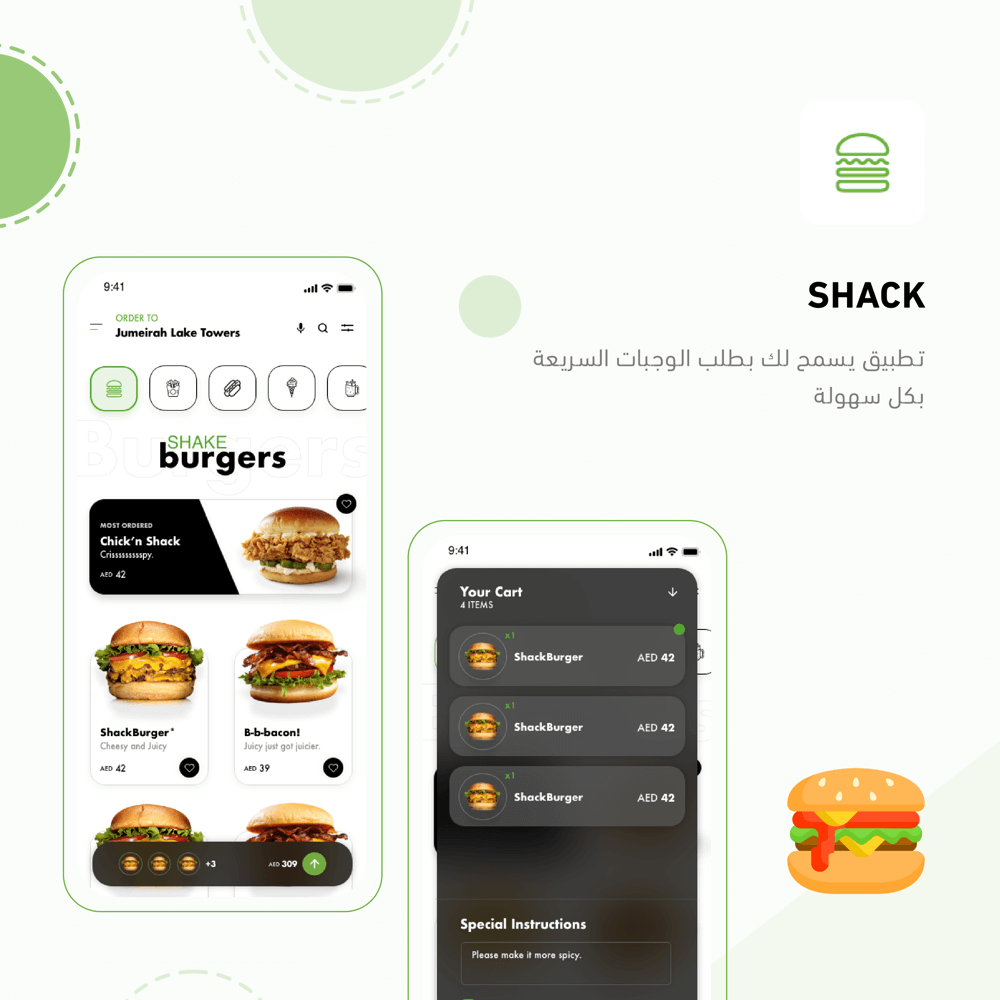 SHACK
تطبيق يسمح لك بطلب الوجبات السريعة
بكل سهولة
9:41
ORDER TO
Jumeirah Lake Towers
Burgers
SHAKE
burgers
MOST ORDERED
Chick'n Shack
Crissssssspy.
AED 42
ShackBurger*
Cheesy and Juicy
AED 42
B-b-bacon!
Juicy just got juicier.
AED 39
+3
AED 309
9:41
Your Cart
4 ITEMS
x1
ShackBurger
AED 42
x1
ShackBurger
AED 42
x1
ShackBurger
AED 42
Special Instructions
Please make it more spicy.